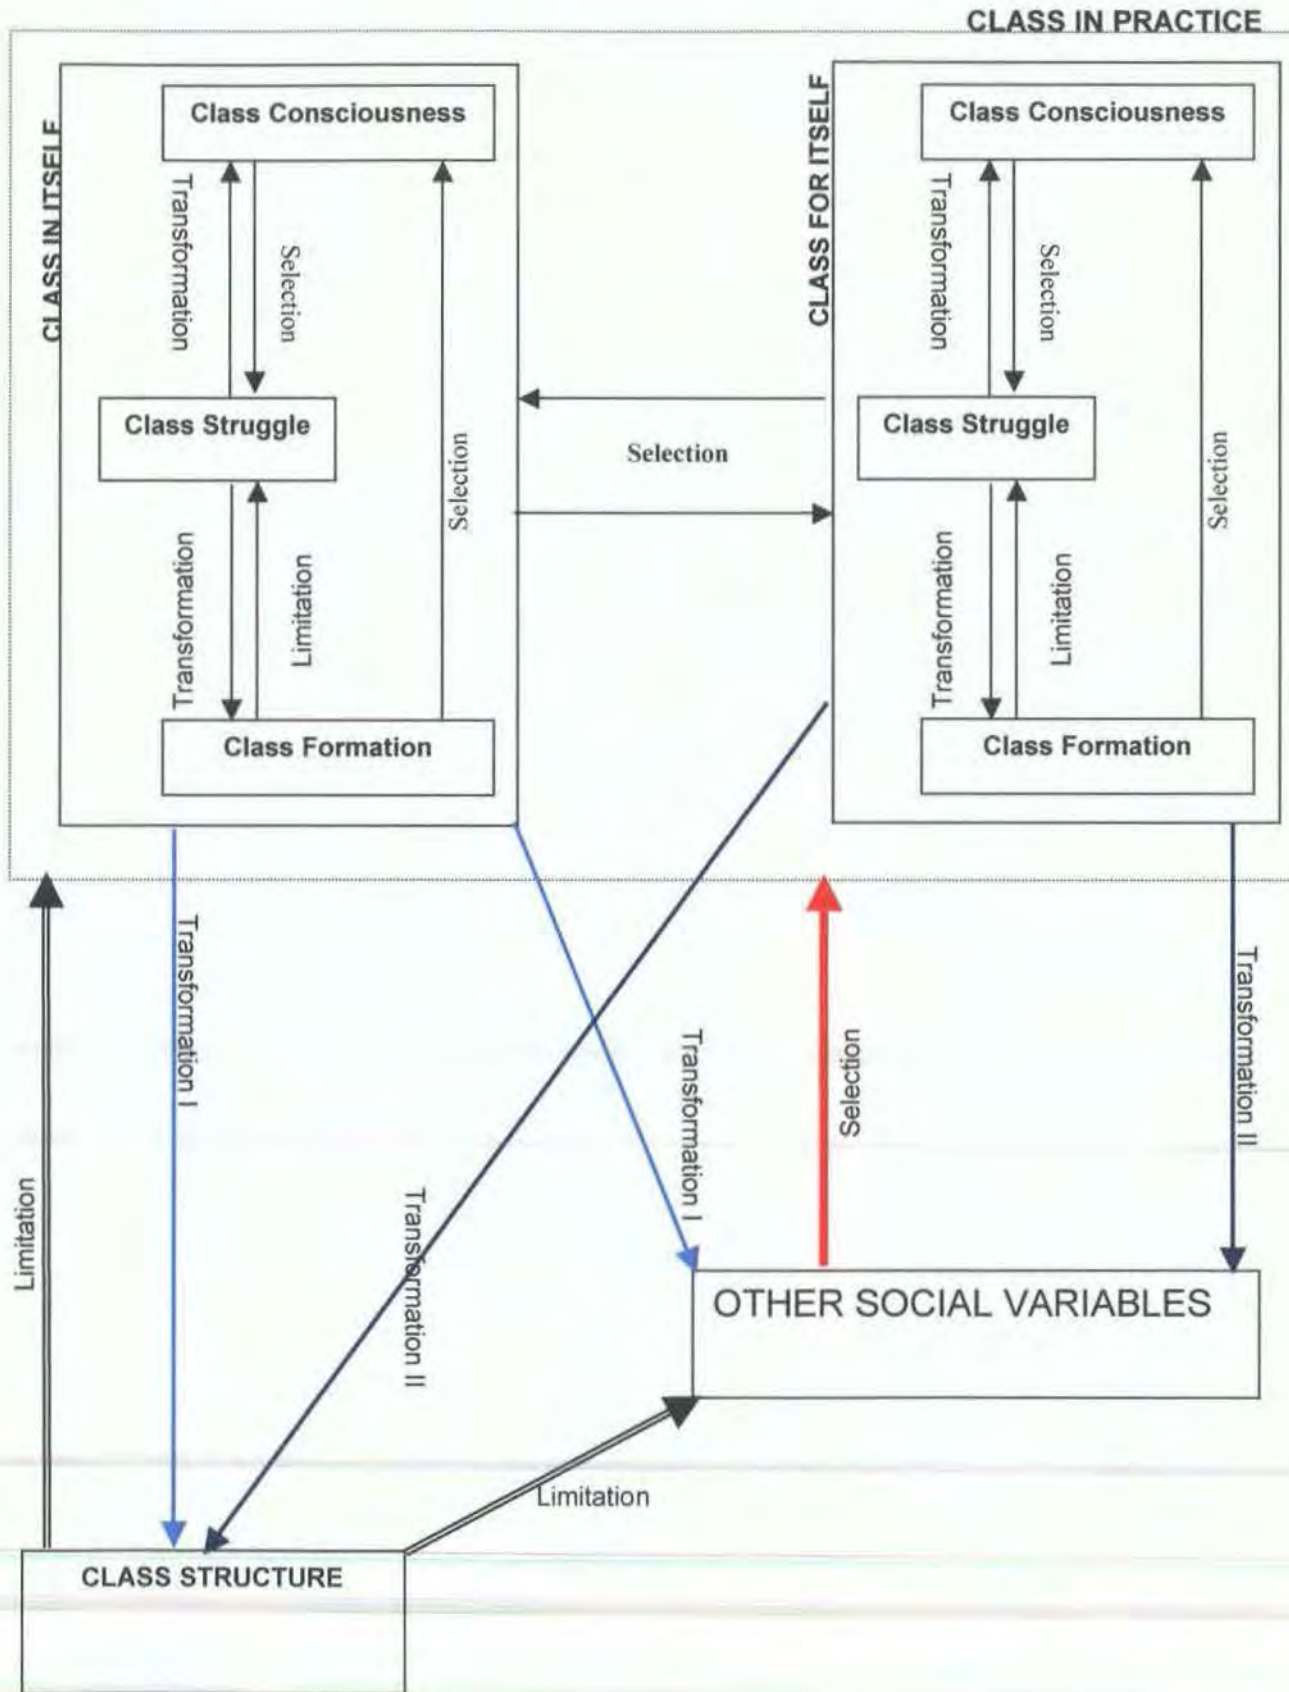 CLASS IN PRACTICE
CLASS IN ITSELF
Class Consciousness
Transformation
Selection
Class Struggle
Selection
Transformation
Limitation
Class Formation
Selection
CLASS FOR ITSELF
Class Consciousness
Transformation
Selection
Class Struggle
Selection
Transformation
Limitation
Class Formation
Transformation I
Transformation I
Selection
Transformation II
Limitation
Transformation II
OTHER SOCIAL VARIABLES
Limitation
CLASS STRUCTURE